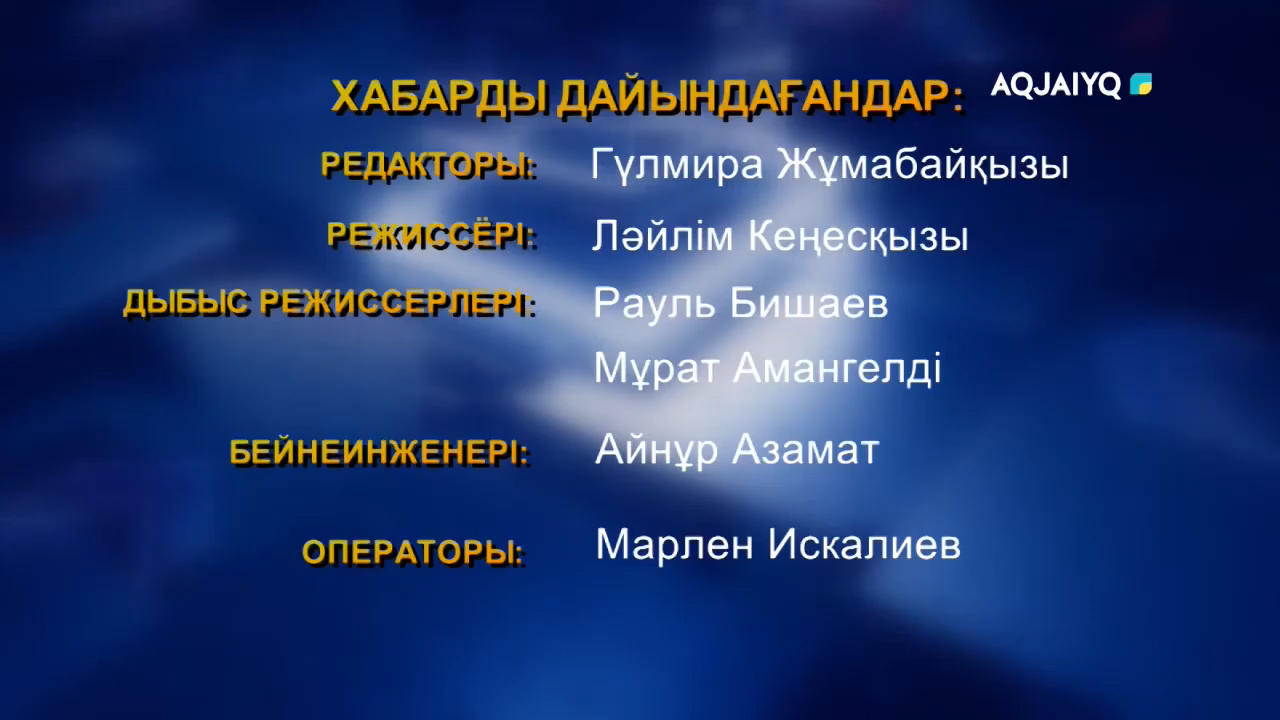 AQJAIYQ
ХАБАРДЫ ДАЙЫНДАҒАНДАР:
РЕДАКТОРЫ: Гүлмира Жұмабайқызы
РЕЖИССЁРІ: Ләйлім Кеңесқызы
ДЫБЫС РЕЖИССЕРЛЕРІ: Рауль Бишаев
Мұрат Амангелді
БЕЙНЕИНЖЕНЕРІ: Айнұр Азамат
ОПЕРАТОРЫ: Марлен Искалиев